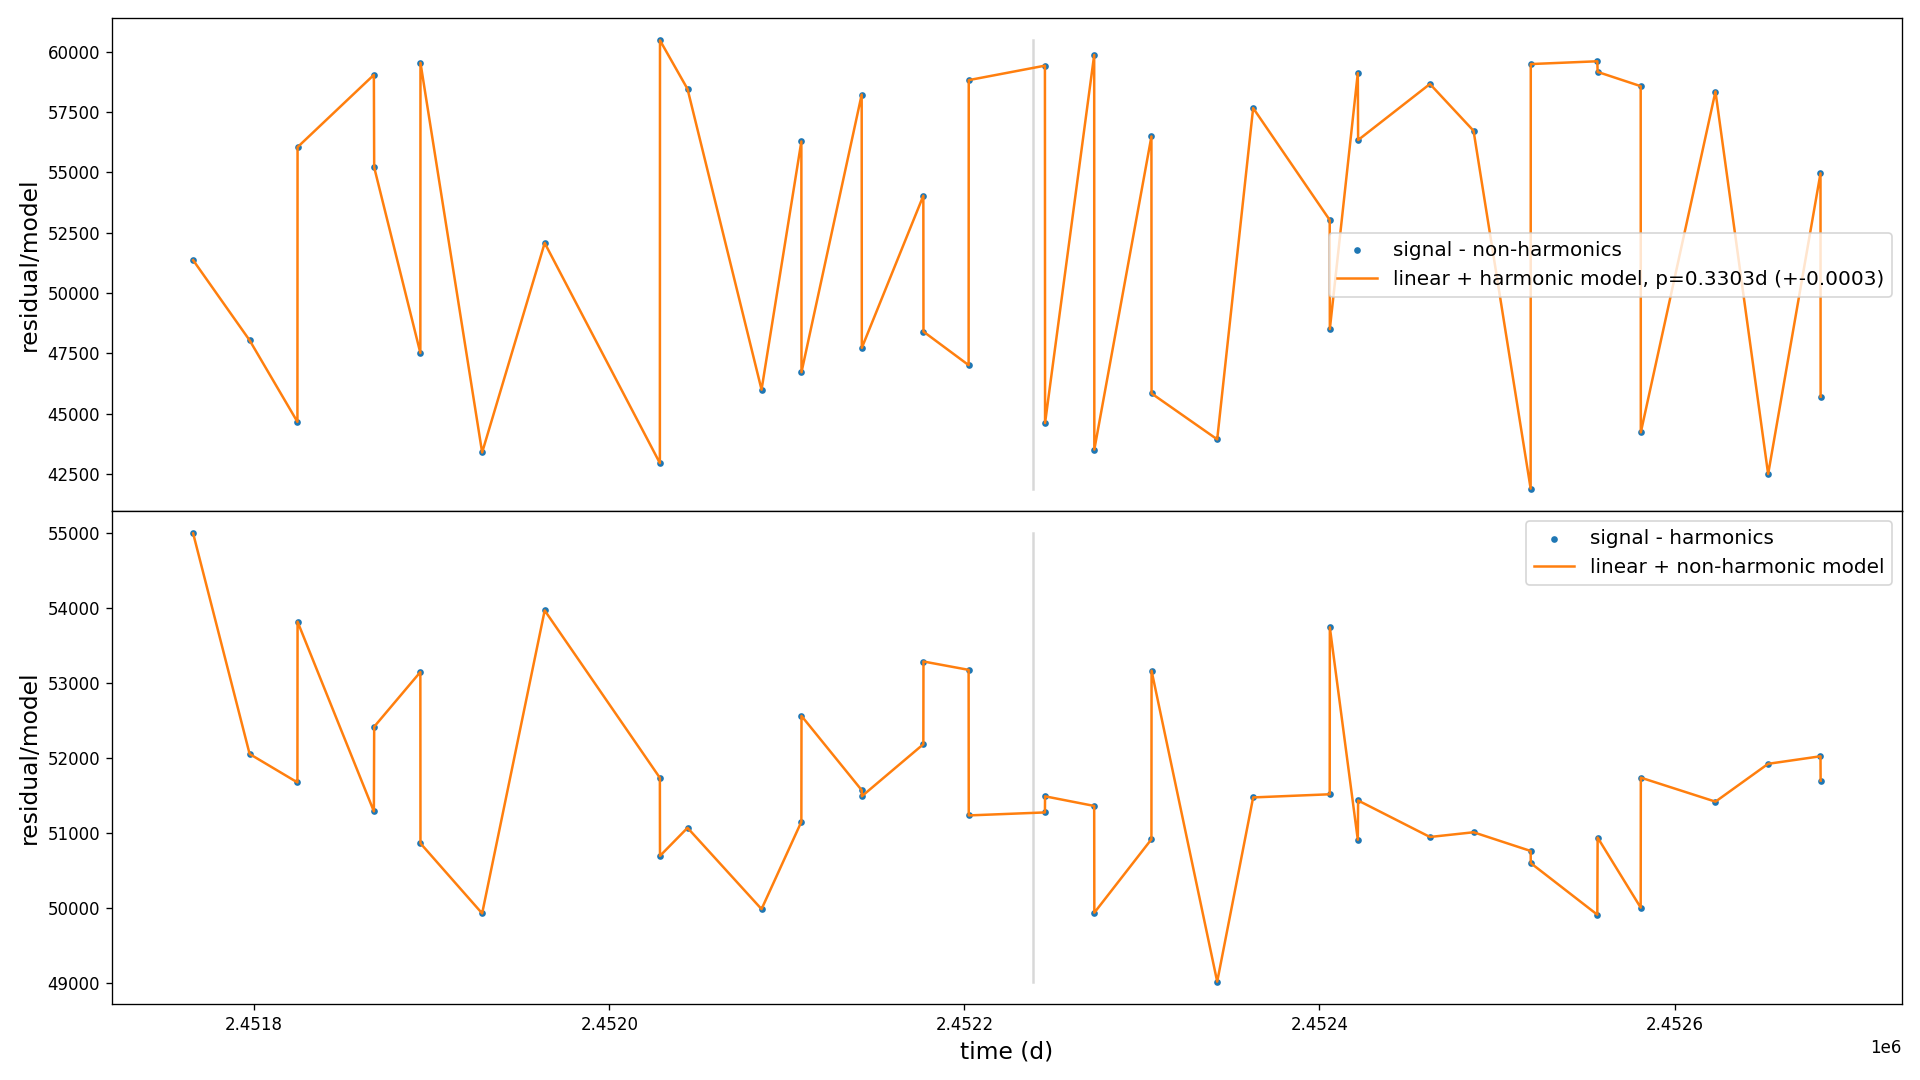 60000
57500
55000
52500
50000
47500
45000
42500
residual/model
signal - non-harmonics
linear + harmonic model, p=0.3303d (+-0.0003)
55000
54000
53000
52000
51000
50000
49000
residual/model
signal - harmonics
linear + non-harmonic model
2.4518
2.4520
2.4522
2.4524
2.4526
1e6
time (d)